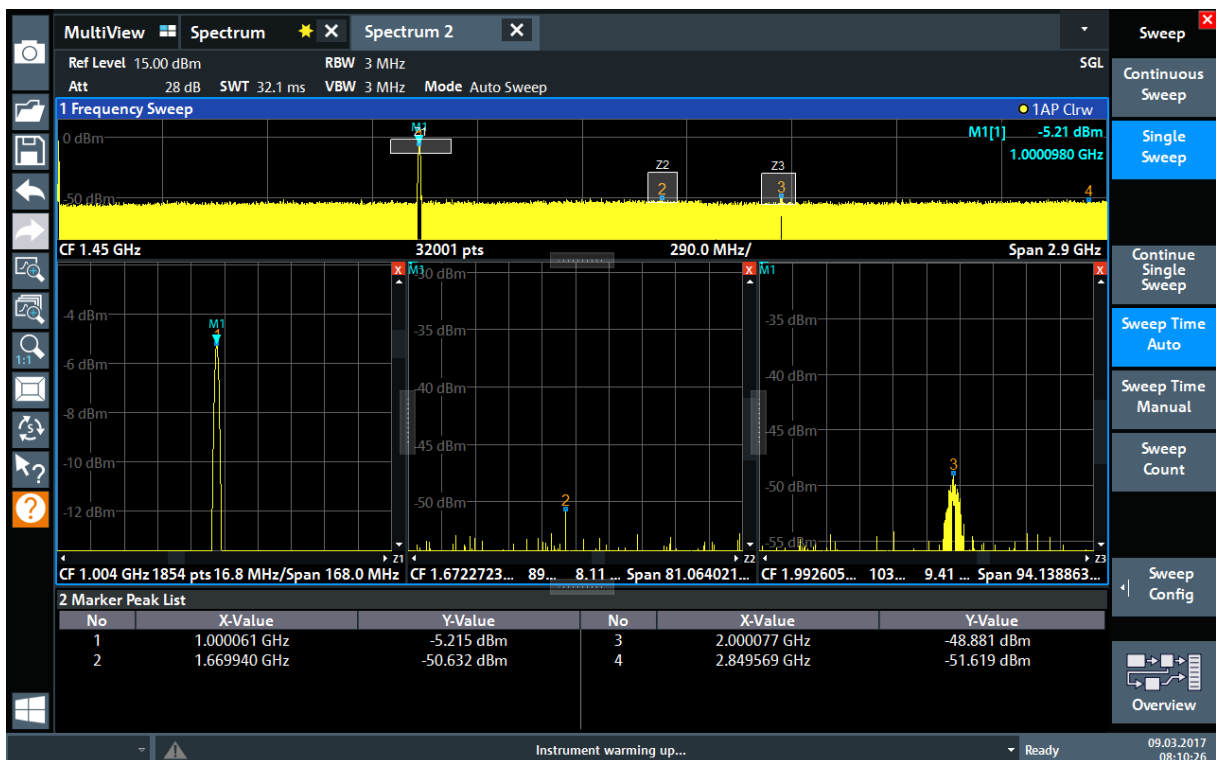 MultiView Spectrum Spectrum 2
Ref Level 15.00 dBm RBW 3 MHz SGL
Att 28 dB SWT 32.1 ms VBW 3 MHz Mode Auto Sweep
1 Frequency Sweep 1AP Clrw
0 dBm
M1
Z1
M1[1] -5.21 dBm
1.0000980 GHz
Z2 Z3
-50 dBm 2 3 4
CF 1.45 GHz 32001 pts 290.0 MHz/ Span 2.9 GHz
-4 dBm
M1
1
-6 dBm
-8 dBm
-10 dBm
-12 dBm
Z1
CF 1.004 GHz 1854 pts 16.8 MHz/ Span 168.0 MHz
M1
-30 dBm
-35 dBm
-40 dBm
-45 dBm
-50 dBm
2
Z2
CF 1.6722723... 89... 8.11 ... Span 81.064021...
M1
-35 dBm
-40 dBm
-45 dBm
3
-50 dBm
-55 dBm
Z3
CF 1.992605... 103... 9.41 ... Span 94.138863...
2 Marker Peak List
No X-Value Y-Value No X-Value Y-Value
1 1.000061 GHz -5.215 dBm 3 2.000077 GHz -48.881 dBm
2 1.669940 GHz -50.632 dBm 4 2.849569 GHz -51.619 dBm
Instrument warming up... Ready
09.03.2017
08:10:26
Sweep
Continuous
Sweep
Single
Sweep
Continue
Single
Sweep
Sweep Time
Auto
Sweep Time
Manual
Sweep
Count
Sweep
Config
Overview
1:1
S
?
?